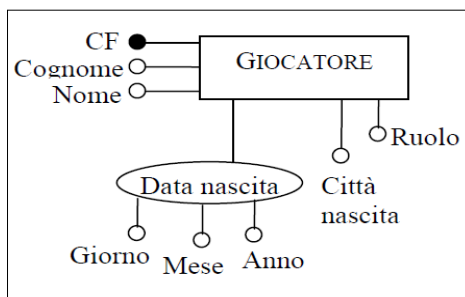 CF
GIOCATORE
Cognome
Nome
Ruolo
Data nascita
Città
nascita
Giorno
Mese
Anno